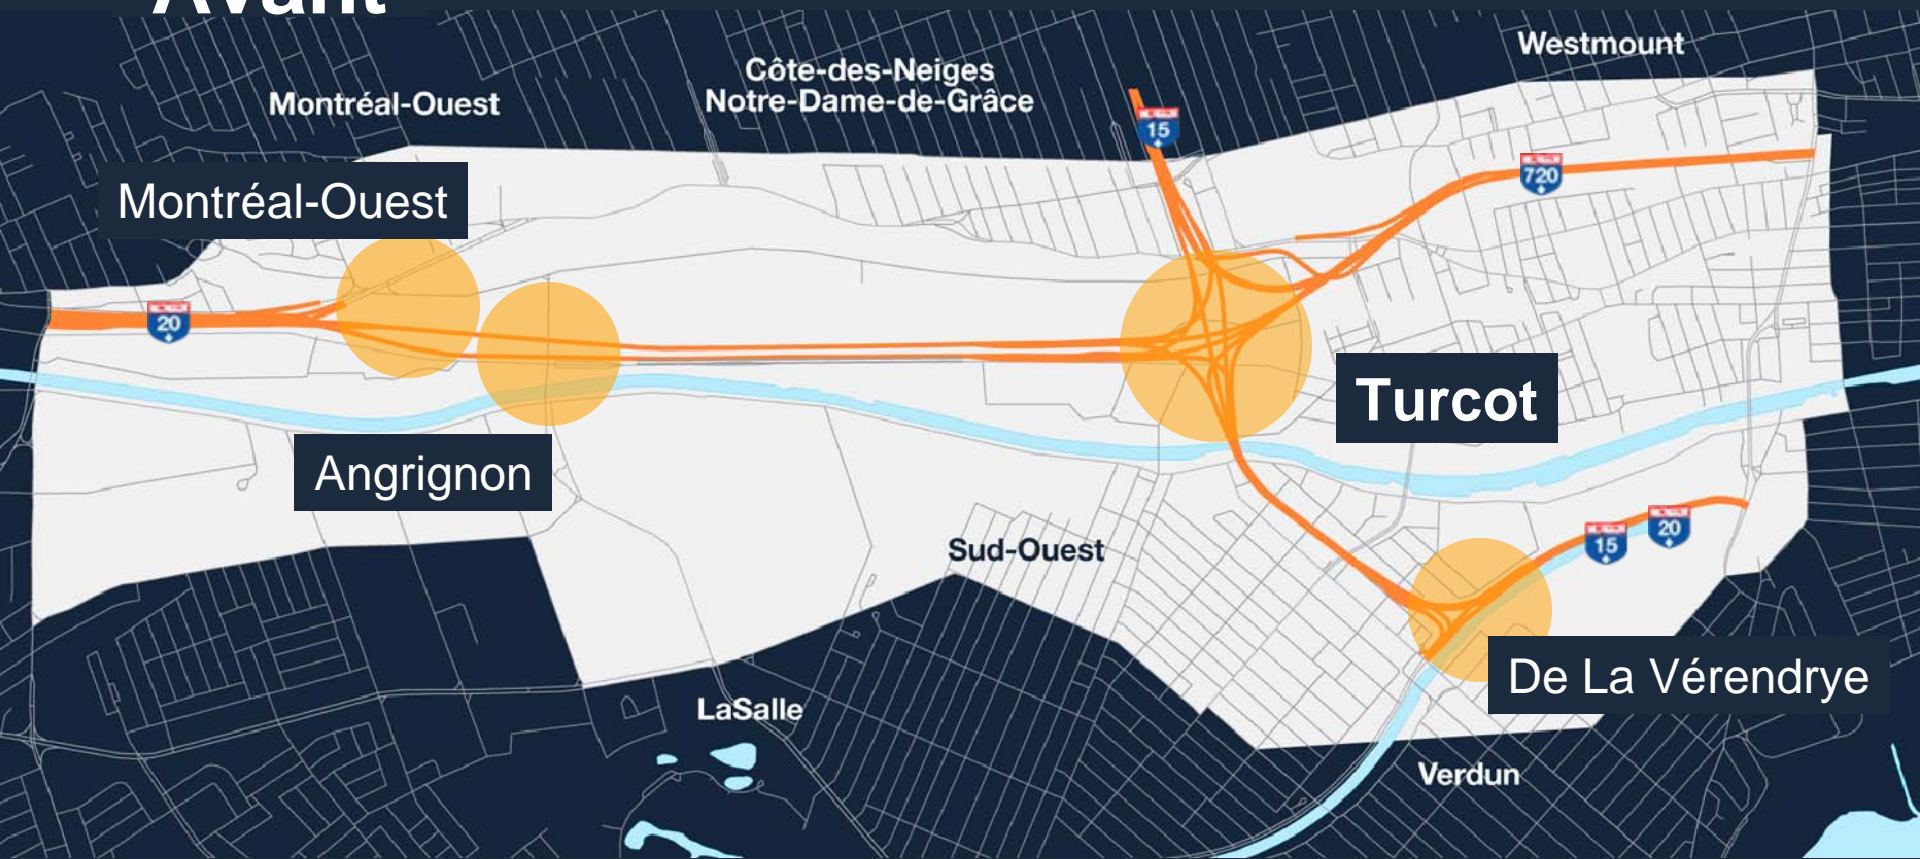 Avant
Westmount
Côte-des-Neiges
Notre-Dame-de-Grâce
Montréal-Ouest
15
720
Montréal-Ouest
20
Turcot
Angrignon
Sud-Ouest
15
20
De La Vérendrye
LaSalle
Verdun